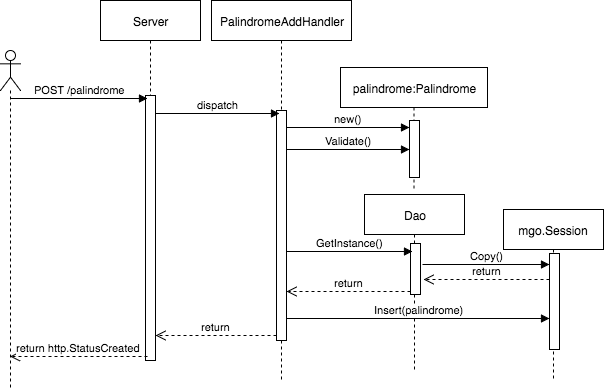 Server
PalindromeAddHandler
POST /palindrome
dispatch
palindrome:Palindrome
new()
Validate()
Dao
mgo.Session
GetInstance()
Copy()
return
return
Insert(palindrome)
return
return http.StatusCreated